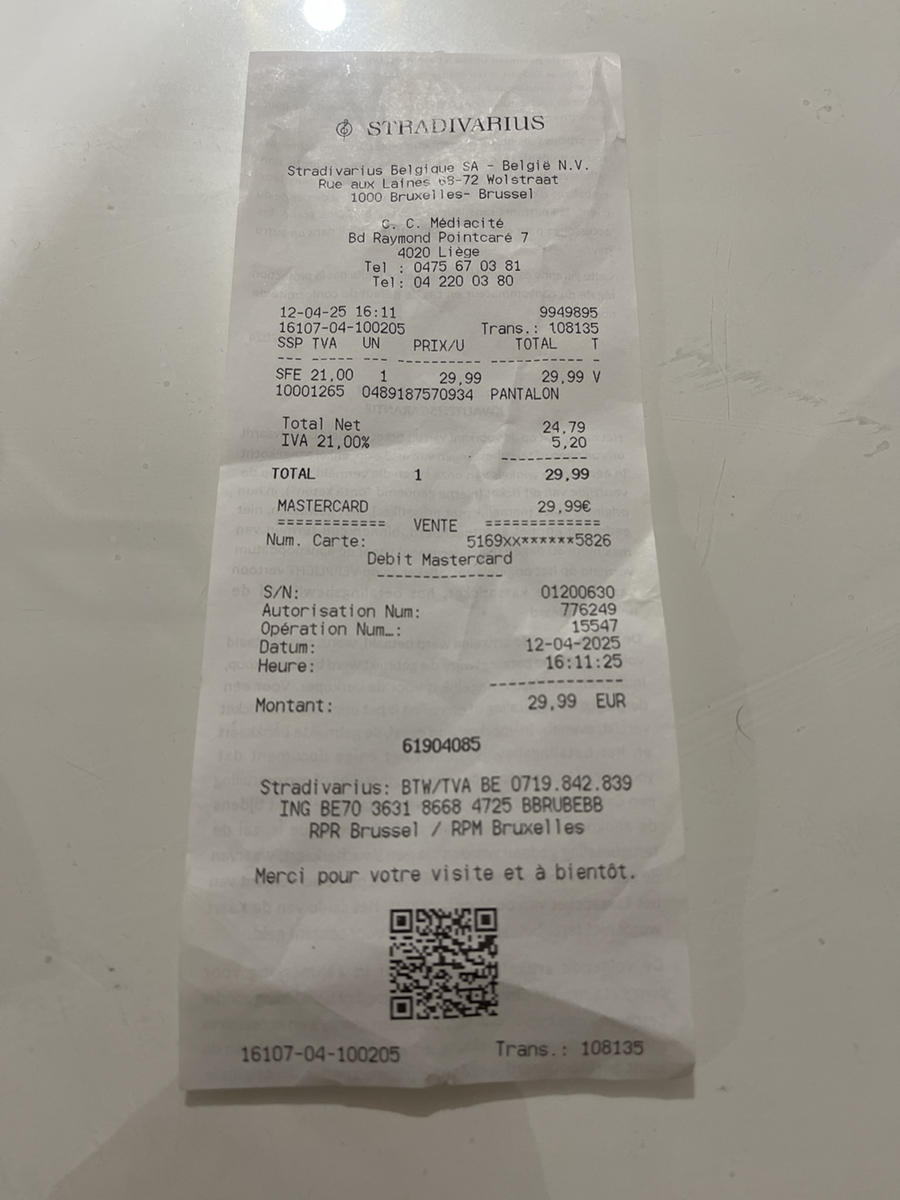 STRADIVARIUS
Stradivarius Belgique SA - België N.V.
Rue aux Laines 68-72 Wolstraat
1000 Bruxelles- Brussel
C. C. Médiacité
Bd Raymond Pointcaré 7
4020 Liège
Tel : 0475 67 03 81
Tel: 04 220 03 80
12-04-25 16:11 9949895
16107-04-100205 Trans.: 108135
SSP TVA UN PRIX/U TOTAL T
--- ----- --- ---------- ----------- -
SFE 21,00 1 29,99 29,99 V
10001265 0489187570934 PANTALON
Total Net 24,79
IVA 21,00% 5,20
----------
TOTAL 1 29,99
MASTERCARD 29,99€
============ VENTE =============
Num. Carte: 5169xx******5826
Debit Mastercard
-------------
S/N: 01200630
Autorisation Num: 776249
Opération Num…: 15547
Datum: 12-04-2025
Heure: 16:11:25
-------------
Montant: 29,99 EUR
61904085
Stradivarius: BTW/TVA BE 0719.842.839
ING BE70 3631 8668 4725 BBRUBEBB
RPR Brussel / RPM Bruxelles
Merci pour votre visite et à bientôt.
16107-04-100205 Trans.: 108135